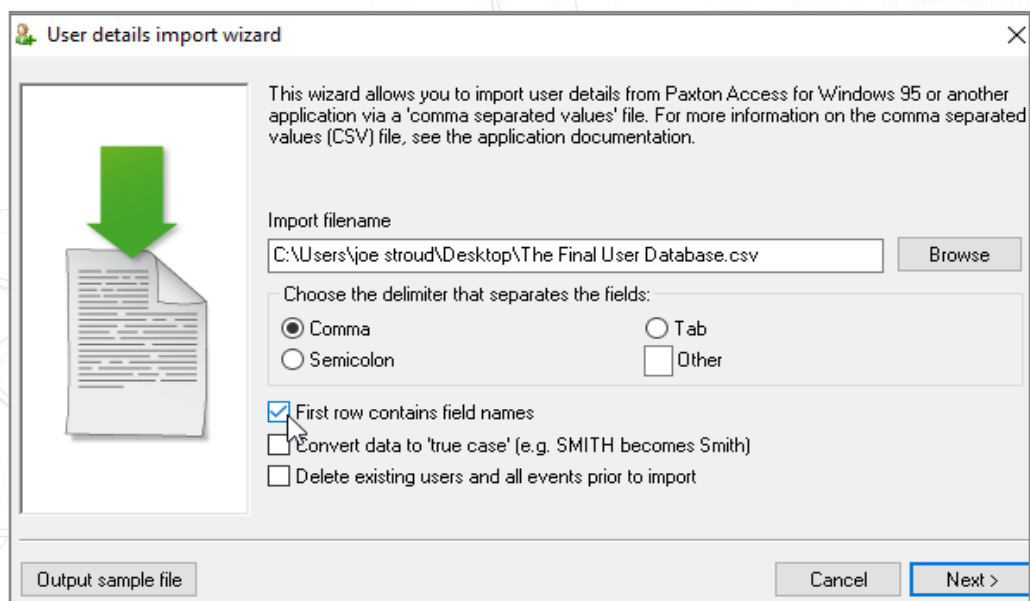 User details import wizard
This wizard allows you to import user details from Paxton Access for Windows 95 or another
application via a 'comma separated values' file. For more information on the comma separated
values (CSV) file, see the application documentation.
Import filename
C:\Users\joe stroud\Desktop\The Final User Database.csv
Browse
Choose the delimiter that separates the fields:
Comma
Tab
Semicolon
Other
First row contains field names
Convert data to 'true case' (e.g. SMITH becomes Smith)
Delete existing users and all events prior to import
Output sample file
Cancel
Next >